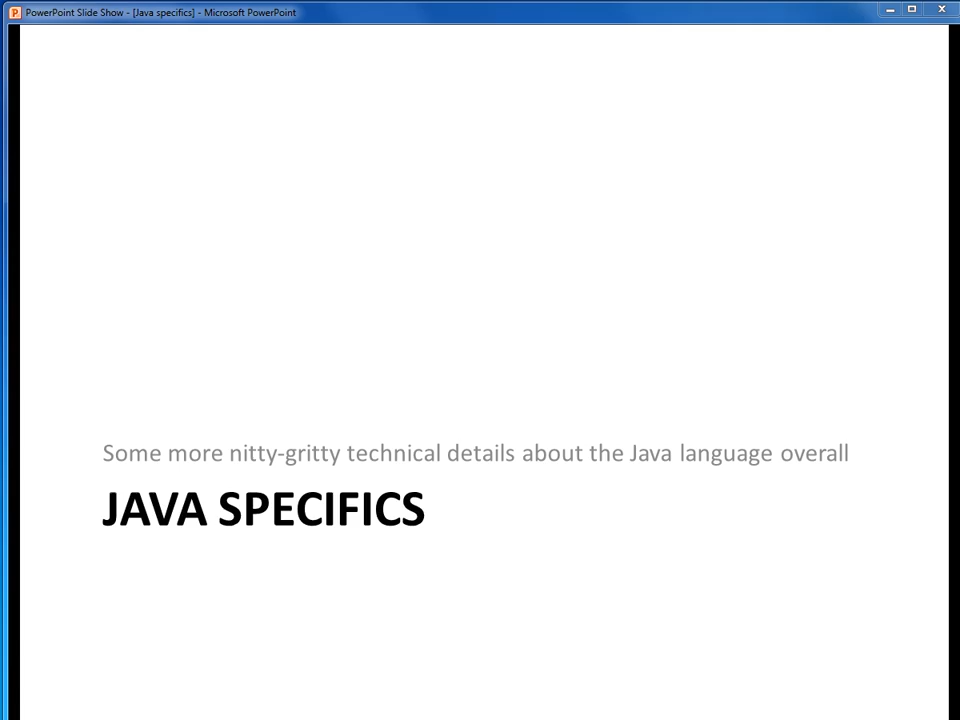 PowerPoint Slide Show - [Java specifics] - Microsoft PowerPoint
Some more nitty-gritty technical details about the Java language overall
JAVA SPECIFICS